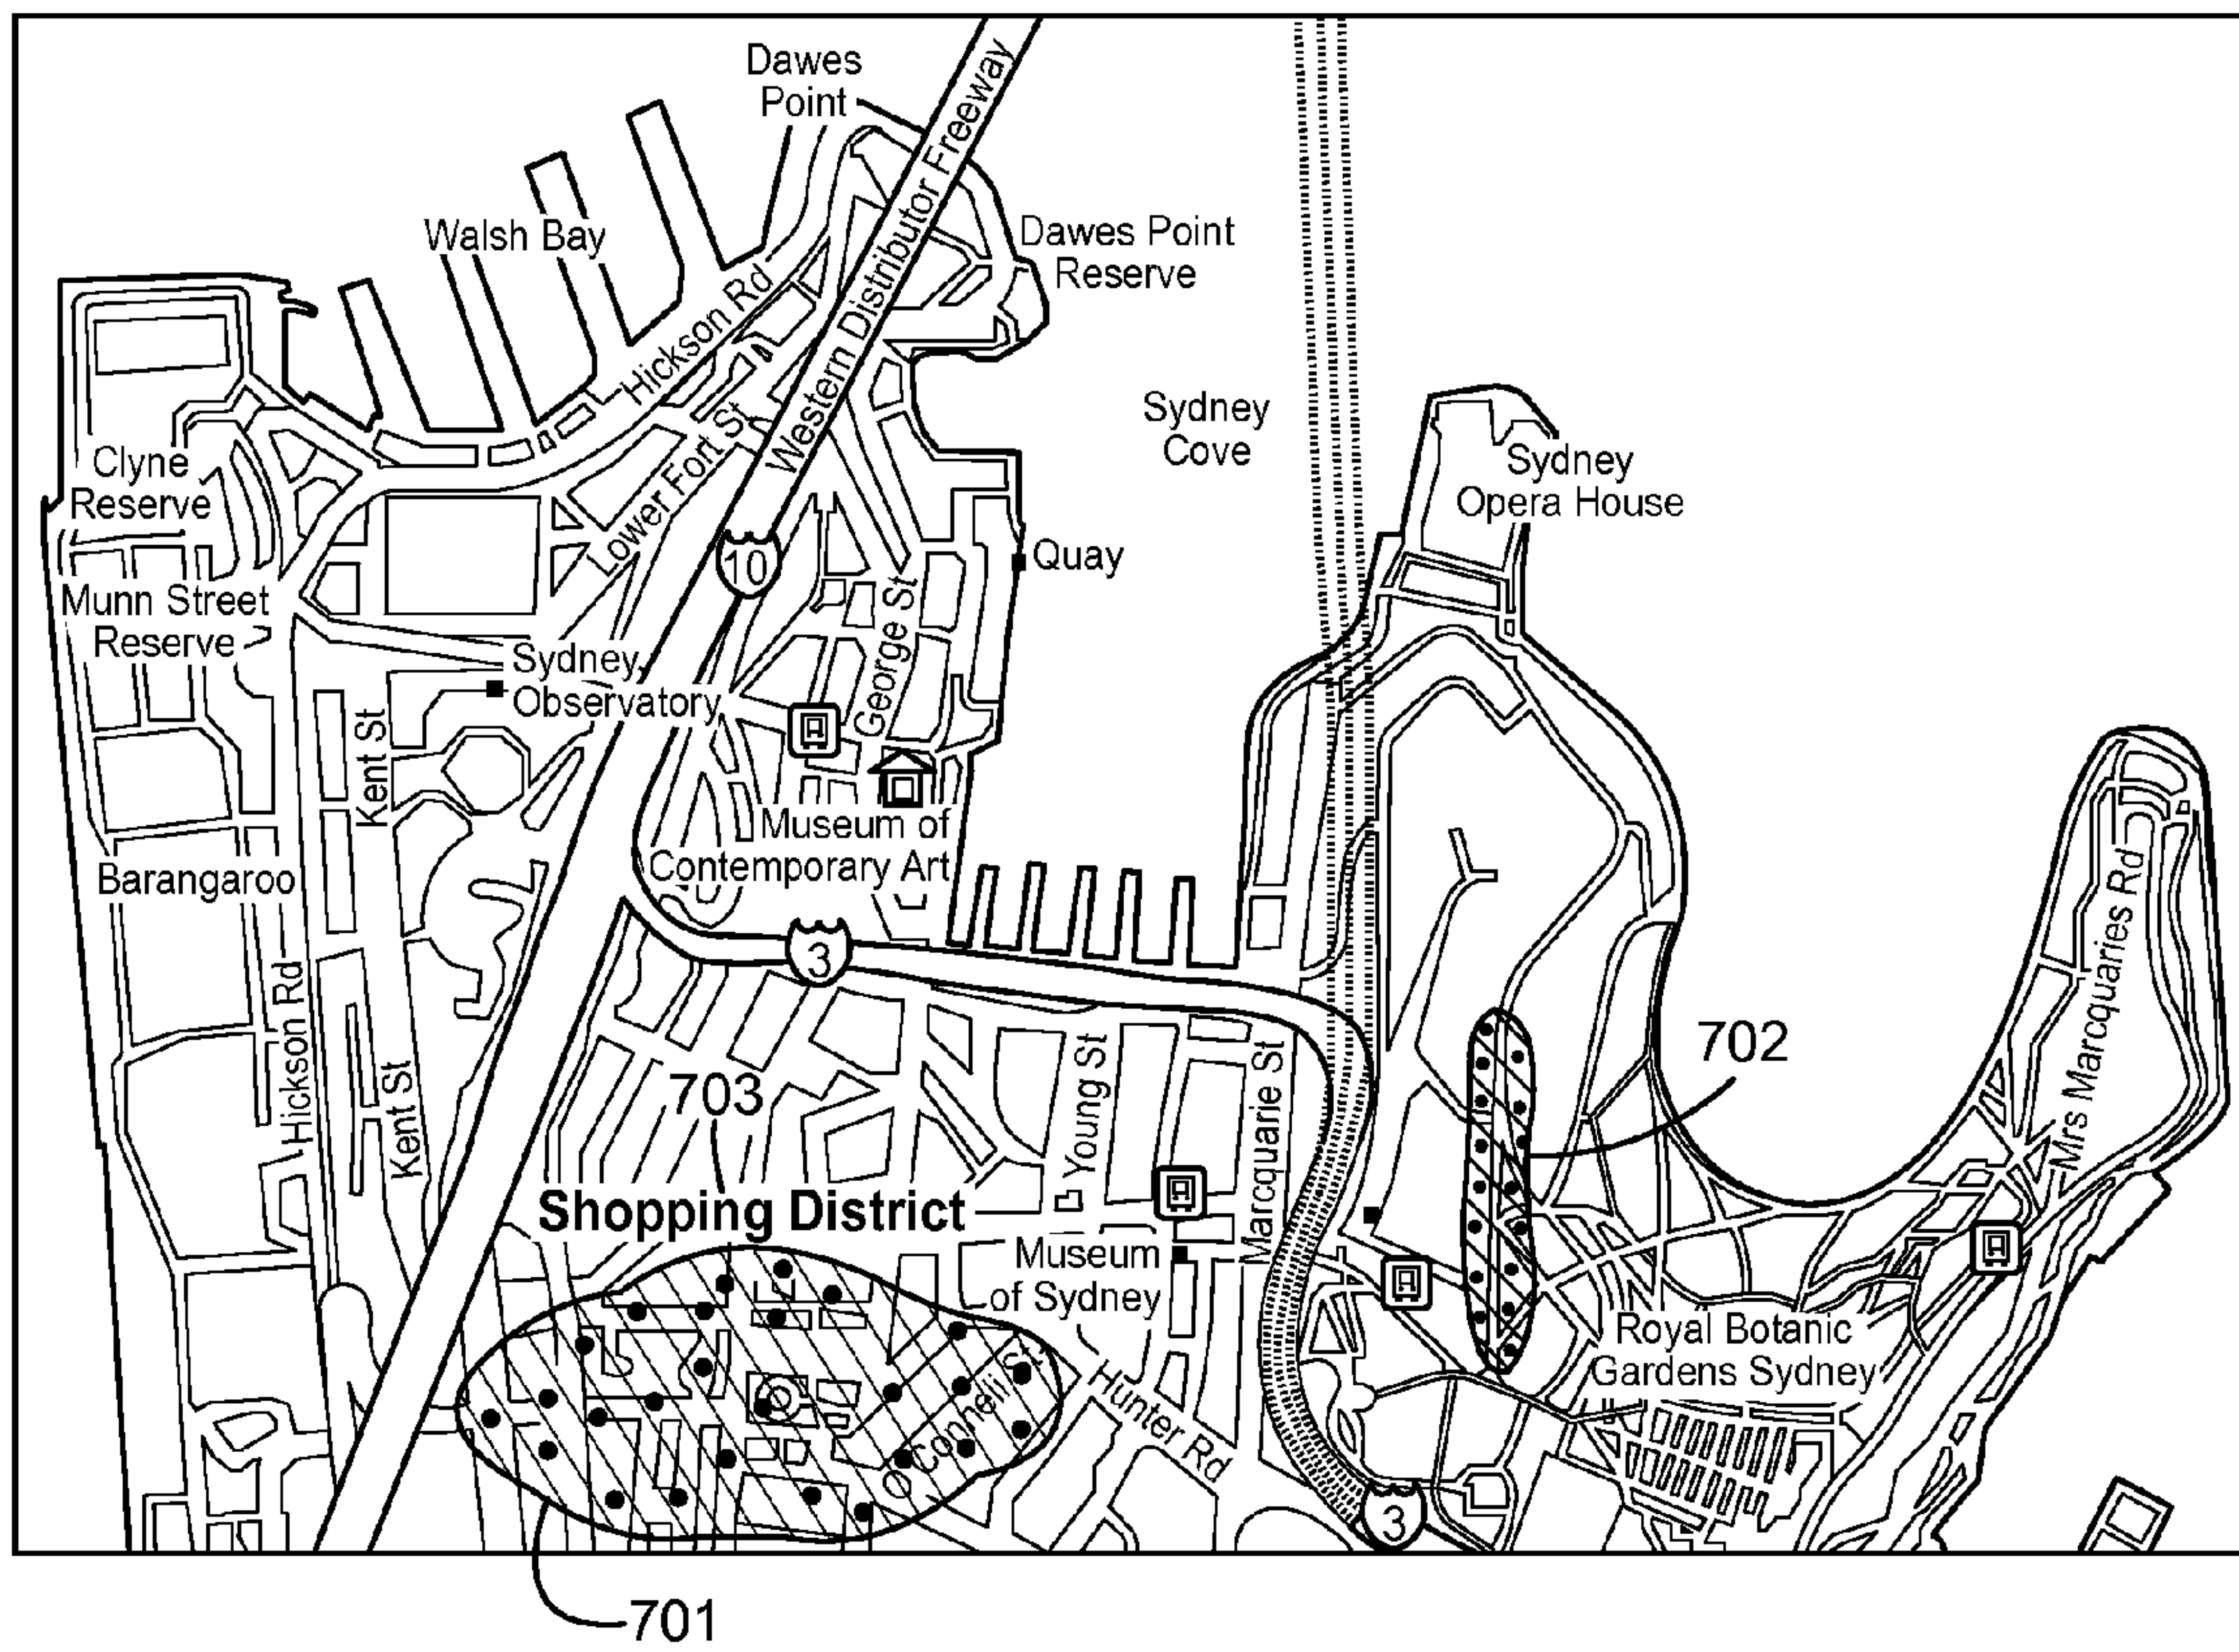 Dawes
Point
Western Distributor Freeway
Walsh Bay
Dawes Point
Reserve
Hickson Rd
Sydney
Cove
Lower Fort St
Clyne
Reserve
Sydney
Opera House
10
Quay
Munn Street
Reserve
George St
Sydney
Observatory
Kent St
Museum of
Contemporary Art
Barangaroo
3
Mrs Marcquaries Rd
Hickson Rd
Kent St
703
Young St
Marcquarie St
702
Shopping District
Museum
of Sydney
Royal Botanic
Gardens Sydney
O Connell St
Hunter Rd
3
701